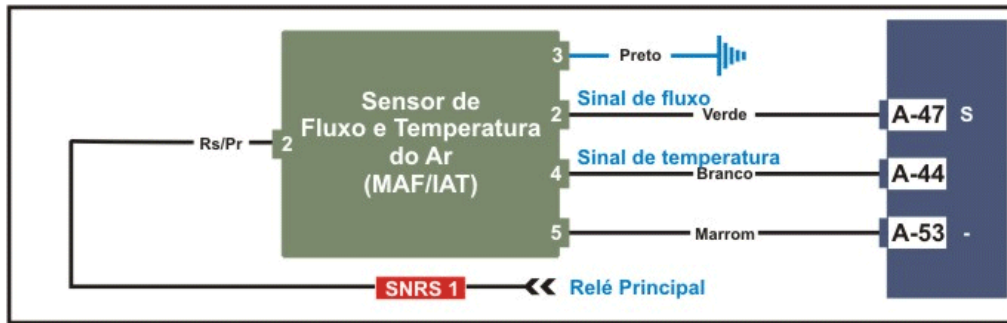 3
Preto
Sensor de
Fluxo e Temperatura
do Ar
(MAF/IAT)
Sinal de fluxo
2
Verde
A-47
S
Rs/Pr
2
Sinal de temperatura
4
Branco
A-44
5
Marrom
A-53
-
SNRS 1
Relé Principal